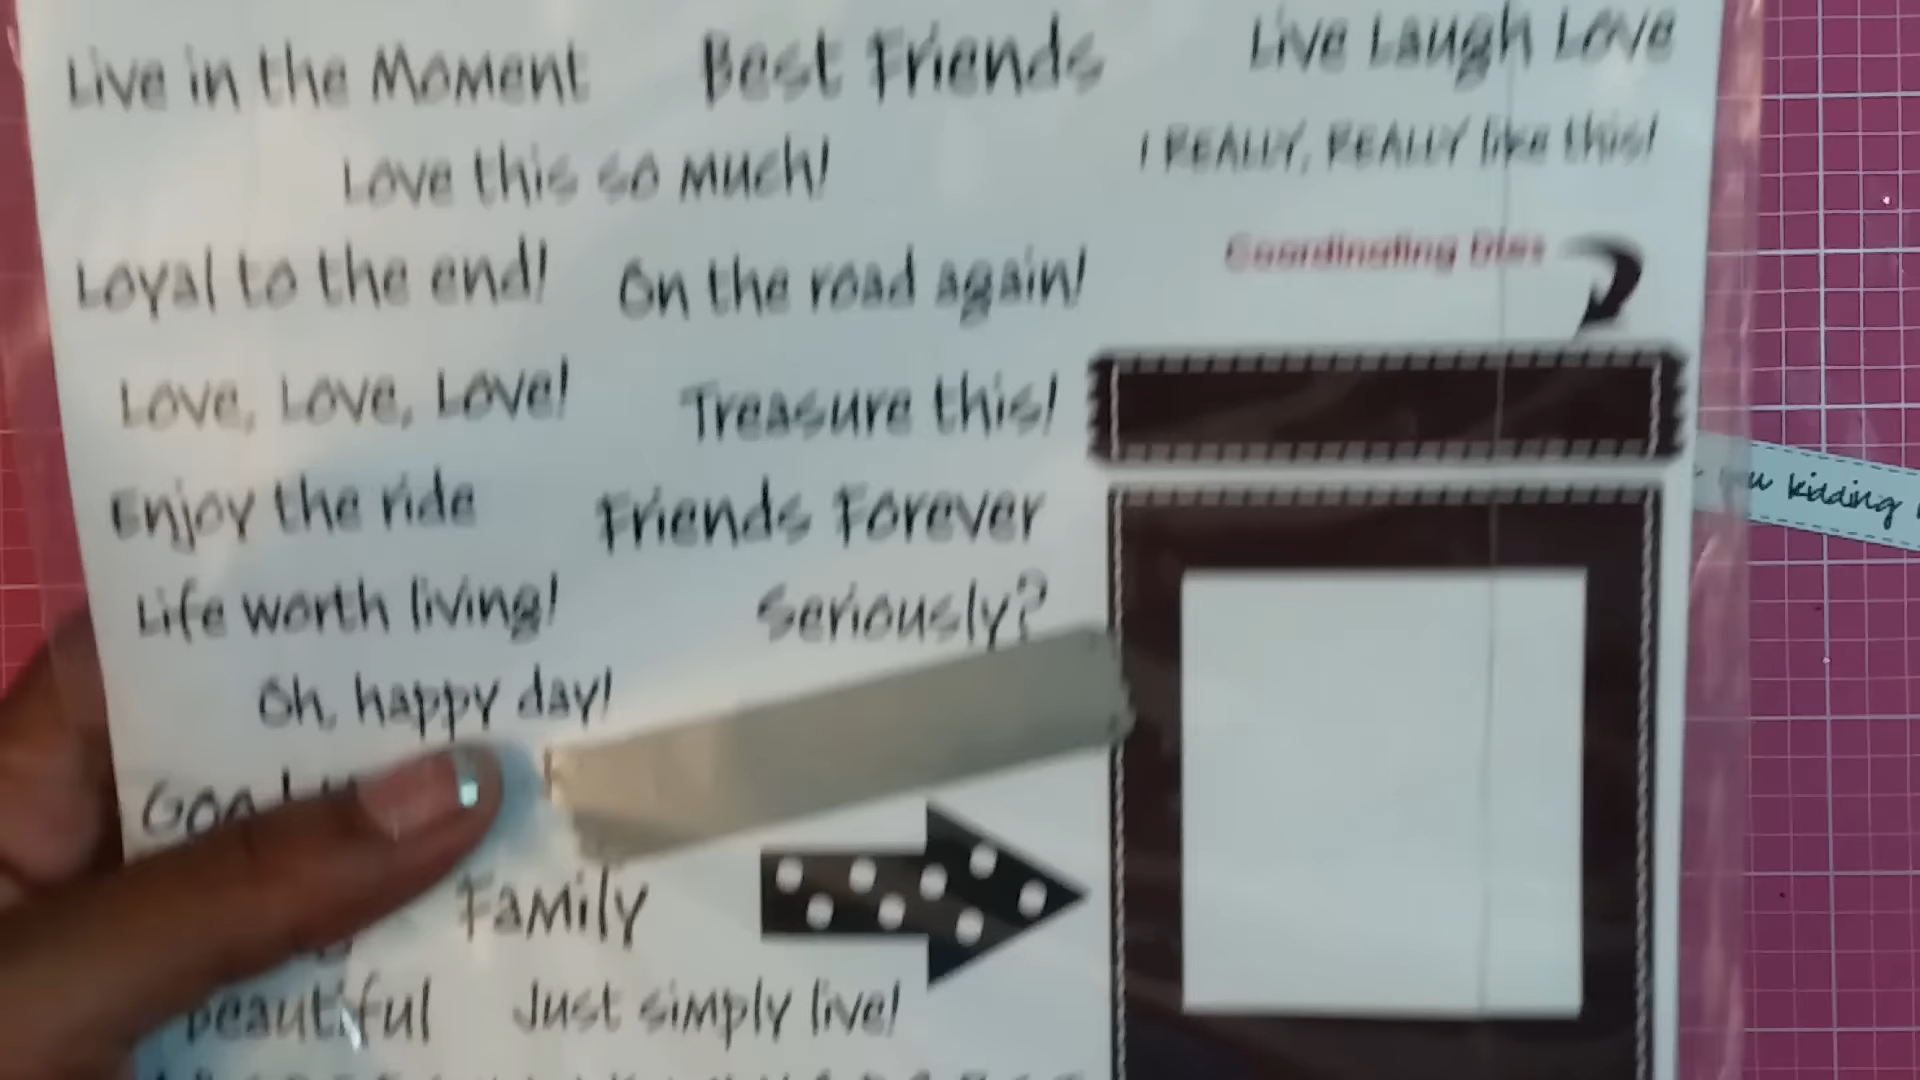 Live in the Moment
Best Friends
Live Laugh Love
Love this so much!
I REALLY, REALLY like this!
Loyal to the end!
On the road again!
Coordinating Dies
Love, Love, Love!
Treasure this!
Enjoy the ride
Friends Forever
kidding
Life worth living!
Seriously?
Oh, happy day!
Family
beautiful
Just simply live!